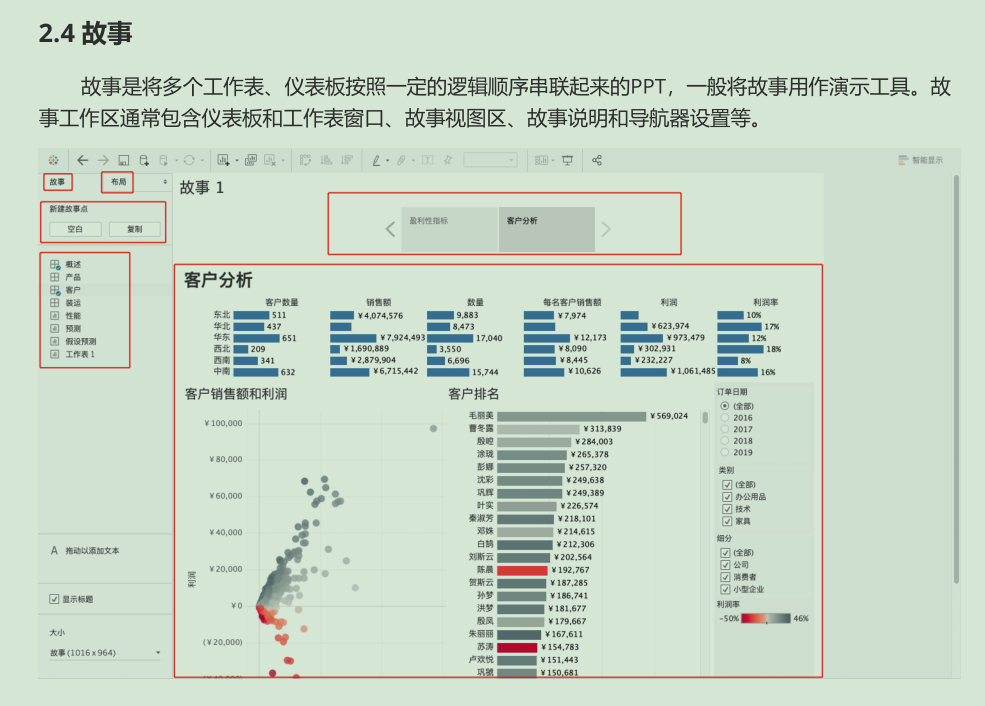 2.4 故事
故事是将多个工作表、仪表板按照一定的逻辑顺序串联起来的PPT，一般将故事用作演示工具。故
事工作区通常包含仪表板和工作表窗口、故事视图区、故事说明和导航器设置等。
智能显示
故事 布局
新建故事点
空白 复制
概述
产品
客户
装运
性能
预测
假设预测
工作表 1
A 拖动以添加文本
显示标题
大小
故事 (1016 x 964)
故事 1
盈利性指标 客户分析
客户分析
客户数量 销售额 数量 每名客户销售额 利润 利润率
东北 511 ¥4,074,576 9,883 ¥7,974 10%
华北 437 8,473 ¥623,974 17%
华东 651 ¥7,924,493 17,040 ¥12,173 ¥973,479 12%
西北 209 ¥1,690,889 3,550 ¥8,090 ¥302,931 18%
西南 341 ¥2,879,904 6,696 ¥8,445 ¥232,227 8%
中南 632 ¥6,715,442 15,744 ¥10,626 ¥1,061,485 16%
客户销售额和利润
¥100,000
¥80,000
¥60,000
¥40,000
¥20,000
¥0
(¥20,000)
利润
客户排名
毛丽美 ¥569,024
曹冬露 ¥313,839
殷崆 ¥284,003
涂珑 ¥265,378
彭娜 ¥257,320
沈彩 ¥249,638
巩辉 ¥249,389
叶实 ¥226,574
秦淑芳 ¥218,101
邓姝 ¥214,615
白鹄 ¥212,306
刘斯云 ¥202,564
陈晨 ¥192,767
贺斯云 ¥187,285
孙梦 ¥186,741
洪梦 ¥181,677
殷凤 ¥179,667
朱丽丽 ¥167,611
苏涛 ¥154,783
卢欢悦 ¥151,443
¥150,681
订单日期
(全部)
2016
2017
2018
2019
类别
(全部)
办公用品
技术
家具
细分
(全部)
公司
消费者
小型企业
利润率
-50% 46%